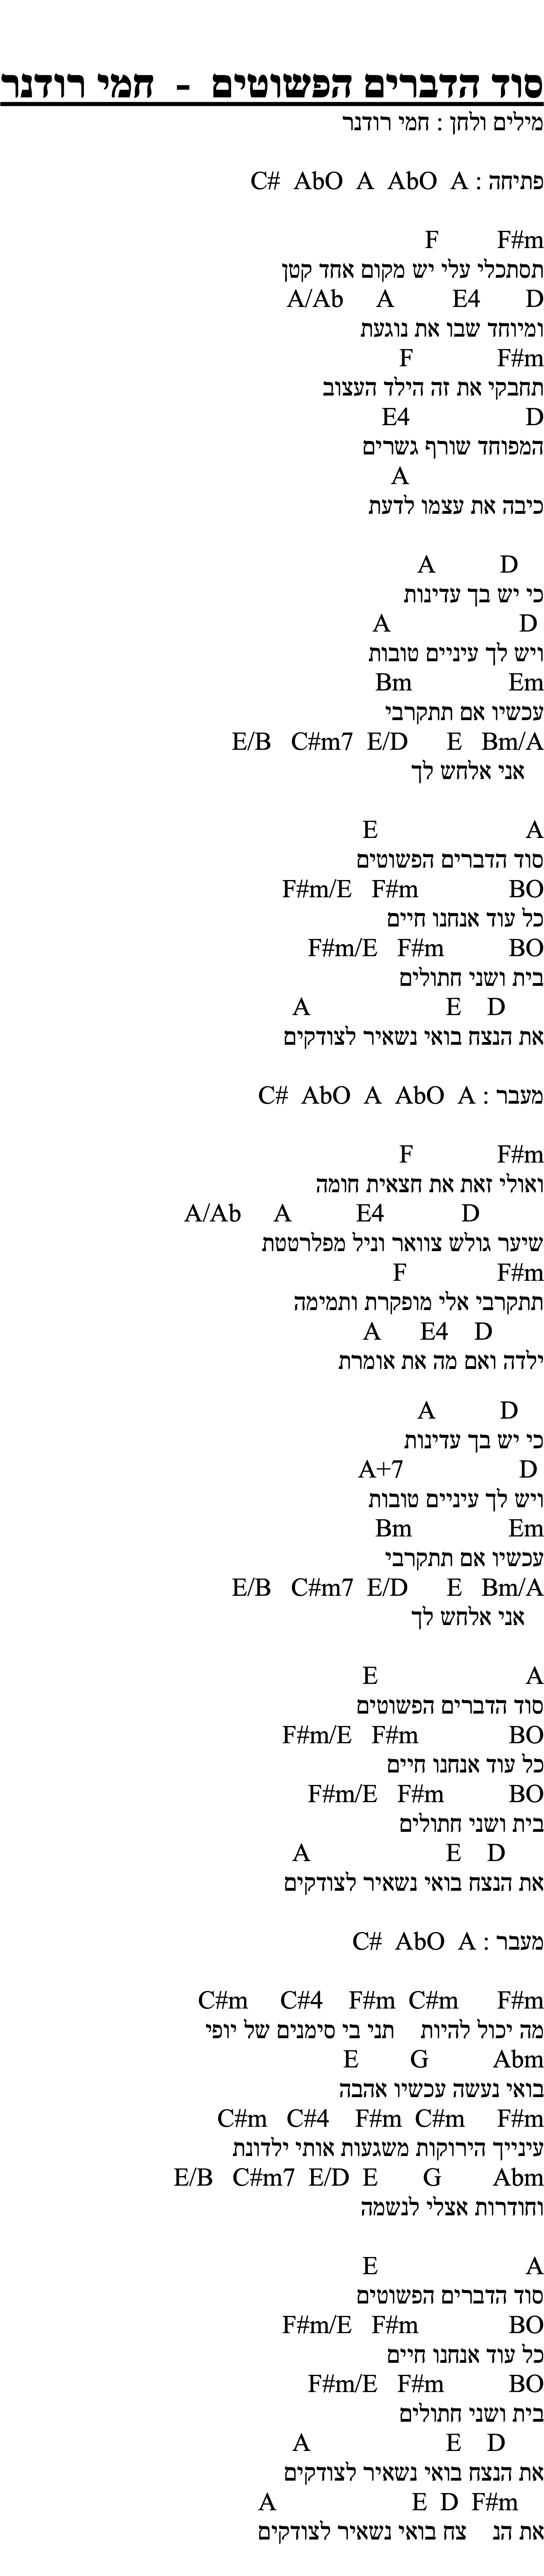 סוד הדברים הפשוטים - חמי רודנר
מילים ולחן : חמי רודנר
פתיחה : C# AbO A AbO A
F F#m
תסתכלי עלי יש מקום אחד קטן
A/Ab A E4 D
ומיוחד שבו את נוגעת
F F#m
תחבקי את זה הילד העצוב
E4 D
המפוחד שורף גשרים
A
כיבה את עצמו לדעת
A D
כי יש בך עדינות
A D
ויש לך עיניים טובות
Bm Em
עכשיו אם תתקרבי
E/B C#m7 E/D E Bm/A
אני אלחש לך
E A
סוד הדברים הפשוטים
F#m/E F#m BO
כל עוד אנחנו חיים
F#m/E F#m BO
בית ושני חתולים
A E D
את הנצח בואי נשאיר לצודקים
מעבר : C# AbO A AbO A
F F#m
ואולי זאת את חצאית חומה
A/Ab A E4 D
שיער גולש צוואר וניל מפלרטטת
F F#m
תתקרבי אלי מופקרת ותמימה
A E4 D
ילדה ואם מה את אומרת
A D
כי יש בך עדינות
A+7 D
ויש לך עיניים טובות
Bm Em
עכשיו אם תתקרבי
E/B C#m7 E/D E Bm/A
אני אלחש לך
E A
סוד הדברים הפשוטים
F#m/E F#m BO
כל עוד אנחנו חיים
F#m/E F#m BO
בית ושני חתולים
A E D
את הנצח בואי נשאיר לצודקים
מעבר : C# AbO A
C#m C#4 F#m C#m F#m
מה יכול להיות תני בי סימנים של יופי
E G Abm
בואי נעשה עכשיו אהבה
C#m C#4 F#m C#m F#m
עינייך הירוקות משגעות אותי ילדונת
E/B C#m7 E/D E G Abm
וחודרות אצלי לנשמה
E A
סוד הדברים הפשוטים
F#m/E F#m BO
כל עוד אנחנו חיים
F#m/E F#m BO
בית ושני חתולים
A E D
את הנצח בואי נשאיר לצודקים
A E D F#m
את הנ צח בואי נשאיר לצודקים